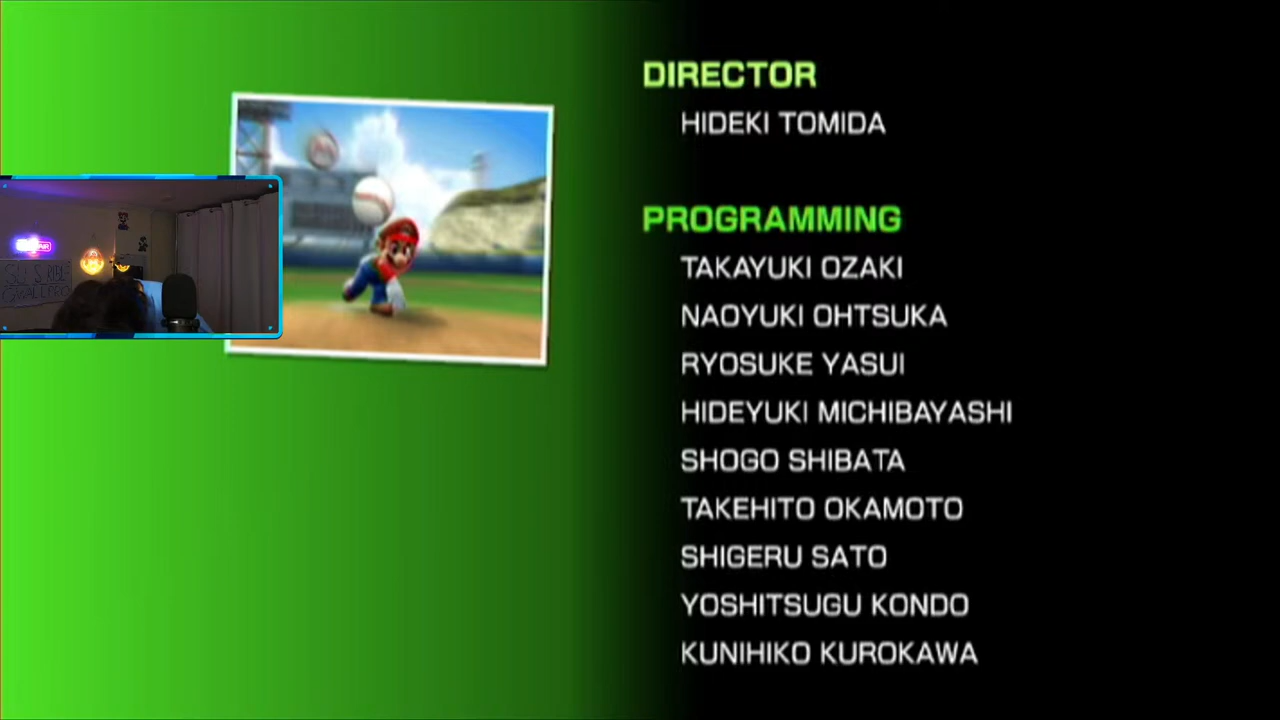 DIRECTOR
HIDEKI TOMIDA
PROGRAMMING
TAKAYUKI OZAKI
NAOYUKI OHTSUKA
RYOSUKE YASUI
HIDEYUKI MICHIBAYASHI
SHOGO SHIBATA
TAKEHITO OKAMOTO
SHIGERU SATO
YOSHITSUGU KONDO
KUNIHIKO KUROKAWA